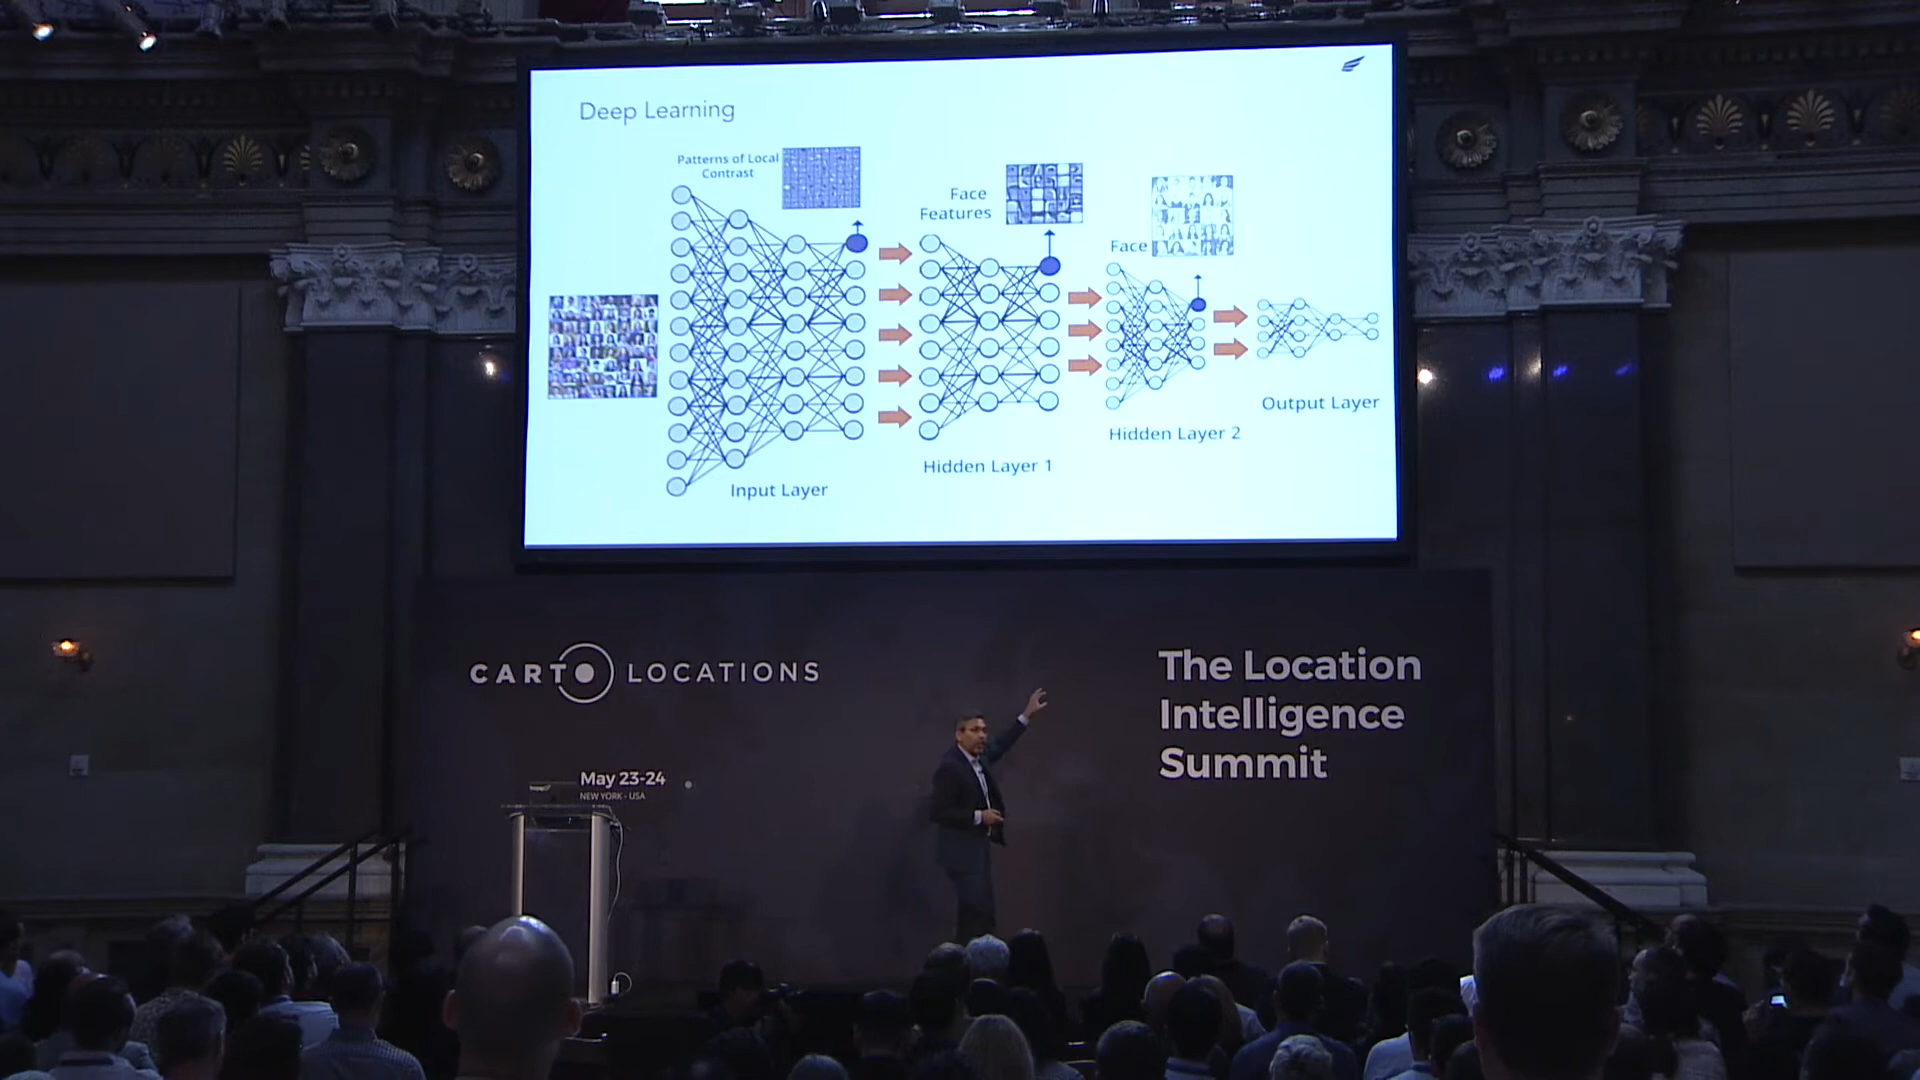 Deep Learning
Patterns of Local
Contrast
Face
Features
Face
Input Layer
Hidden Layer 1
Hidden Layer 2
Output Layer
CARTO LOCATIONS
The Location
Intelligence
Summit
May 23-24
NEW YORK - USA